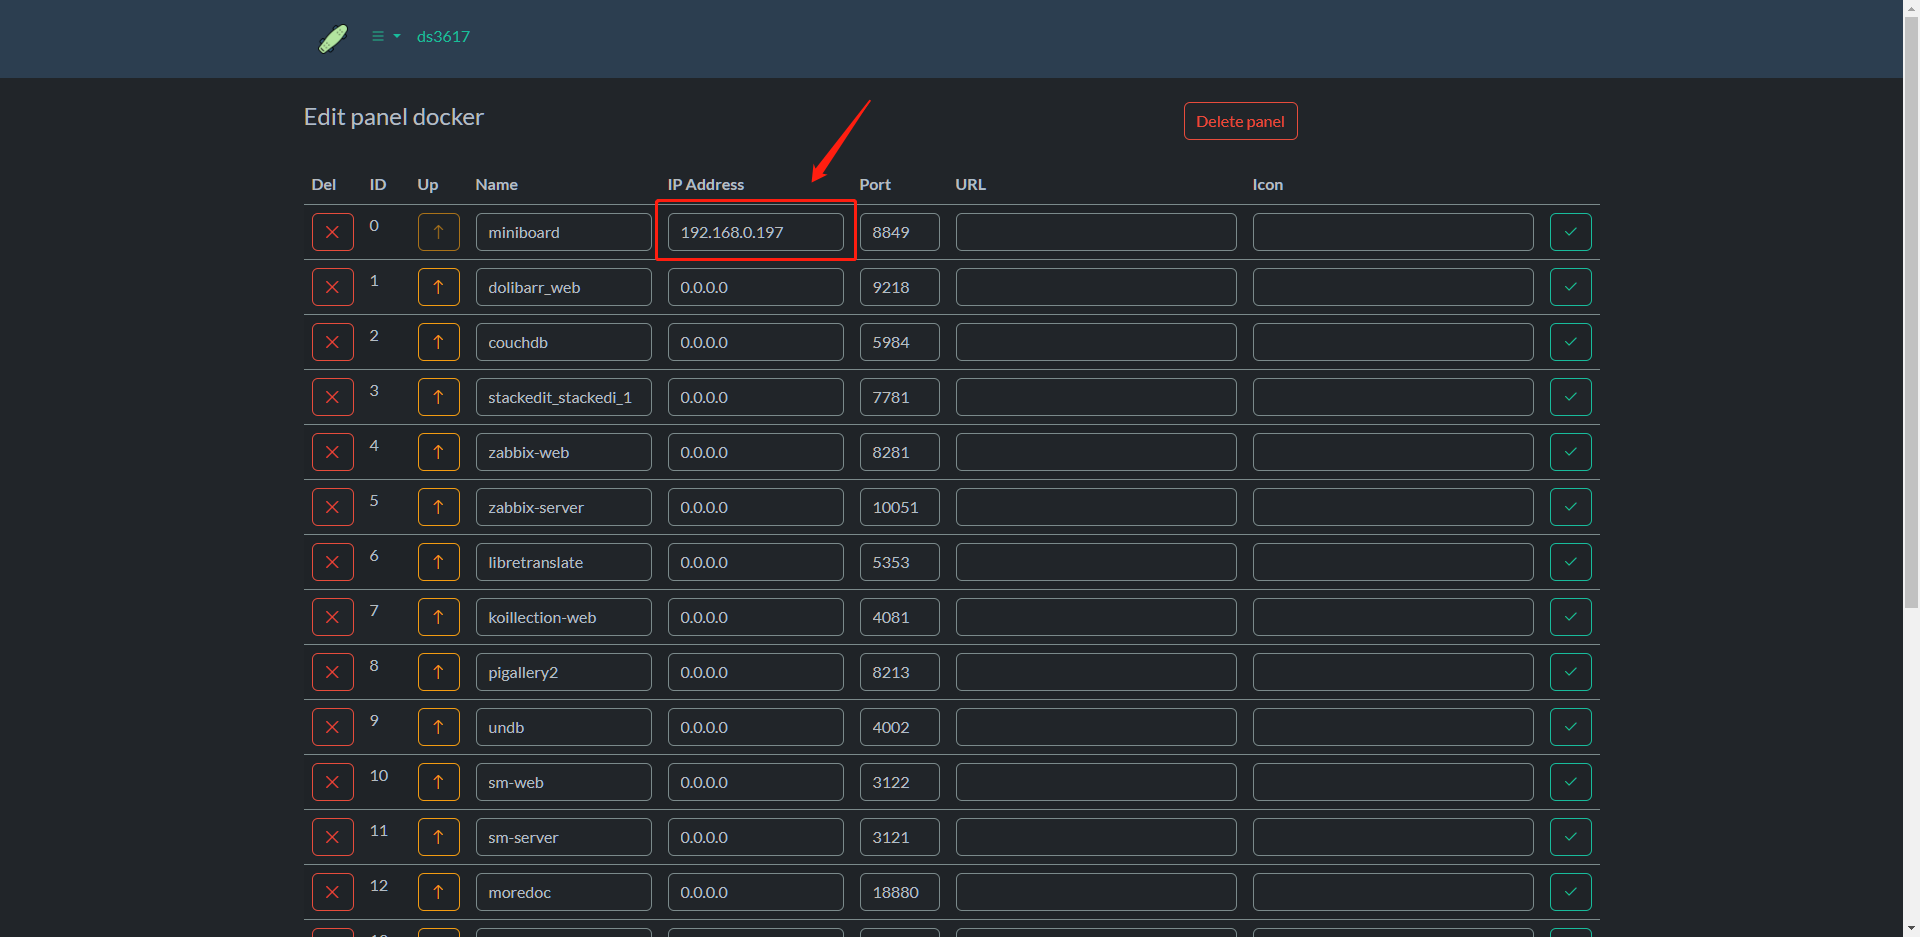 ds3617
Edit panel docker
Delete panel
Del ID Up Name IP Address Port URL Icon
0 miniboard 192.168.0.197 8849
1 dolibarr_web 0.0.0.0 9218
2 couchdb 0.0.0.0 5984
3 stackedit_stackedi_1 0.0.0.0 7781
4 zabbix-web 0.0.0.0 8281
5 zabbix-server 0.0.0.0 10051
6 libretranslate 0.0.0.0 5353
7 koillection-web 0.0.0.0 4081
8 pigallery2 0.0.0.0 8213
9 undb 0.0.0.0 4002
10 sm-web 0.0.0.0 3122
11 sm-server 0.0.0.0 3121
12 moredoc 0.0.0.0 18880